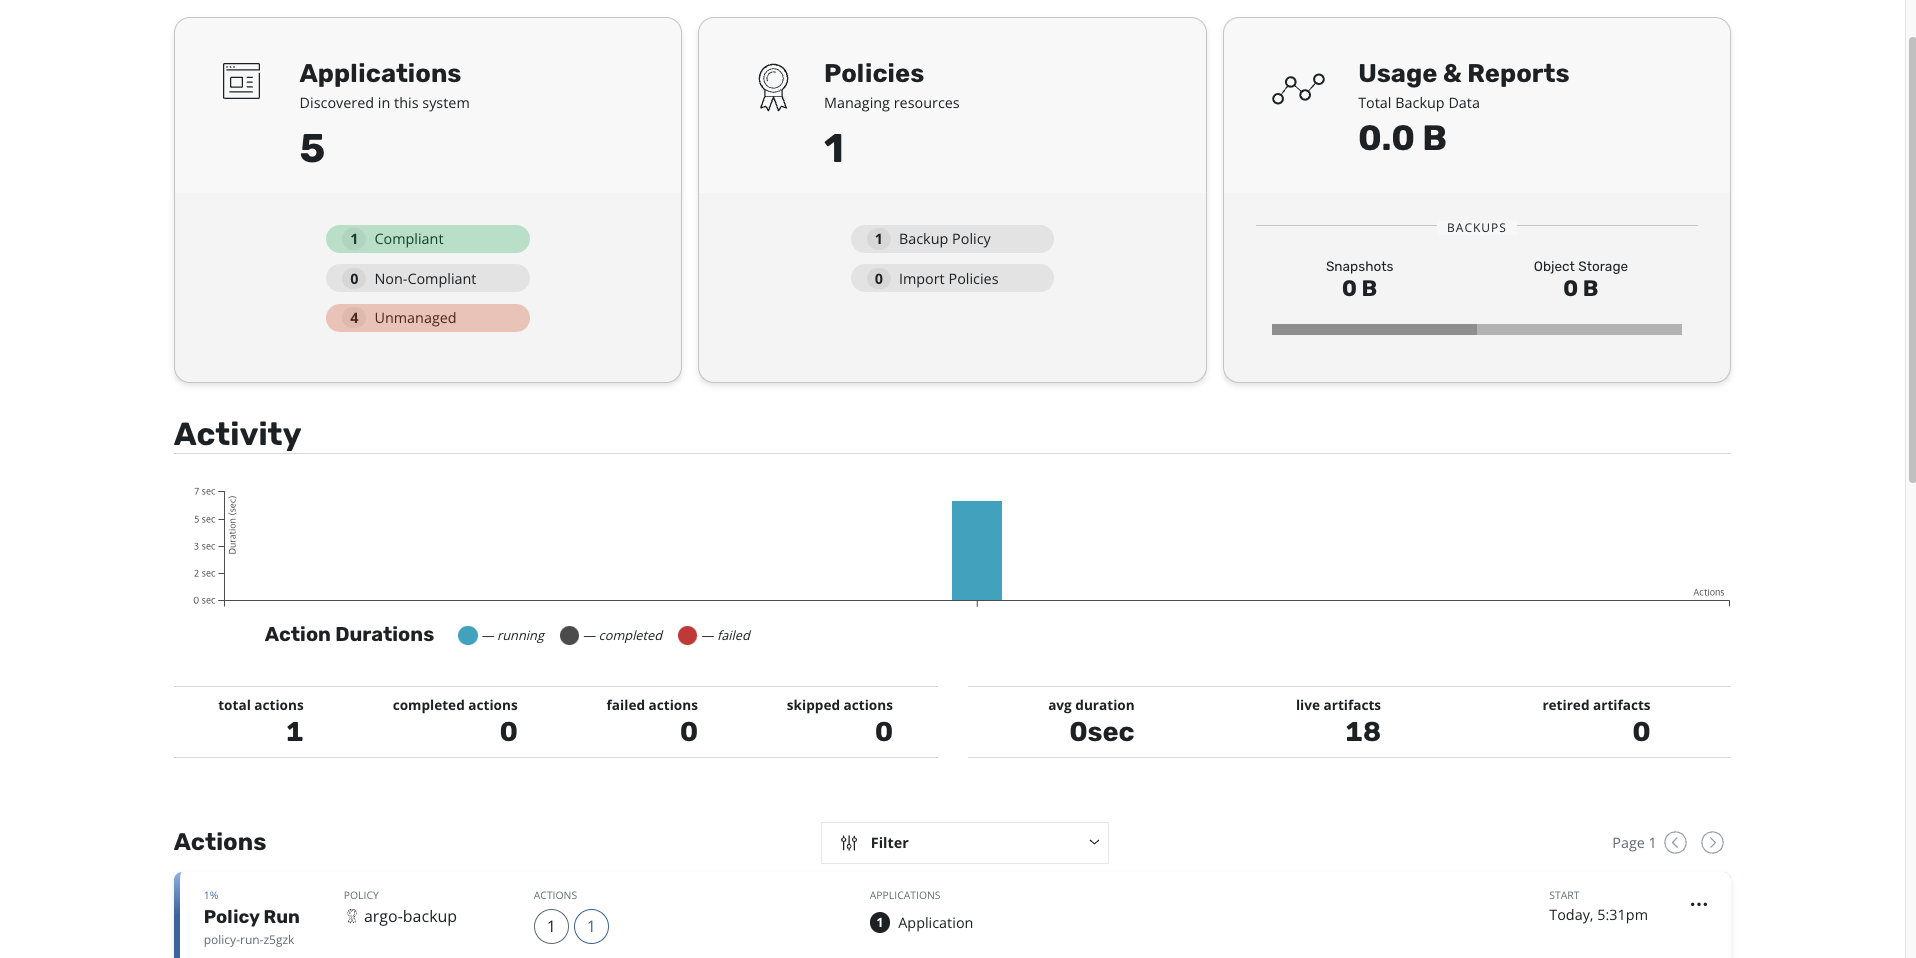 Applications
Discovered in this system
5
1 Compliant
0 Non-Compliant
4 Unmanaged
Policies
Managing resources
1
1 Backup Policy
0 Import Policies
Usage & Reports
Total Backup Data
0.0 B
BACKUPS
Snapshots
0 B
Object Storage
0 B
Activity
7 sec
5 sec
3 sec
2 sec
0 sec
Duration (sec)
Actions
Action Durations — running — completed — failed
total actions completed actions failed actions skipped actions avg duration live artifacts retired artifacts
1 0 0 0 0sec 18 0
Actions Filter Page 1
1% POLICY ACTIONS APPLICATIONS START
Policy Run argo-backup 1 1 1 Application Today, 5:31pm
policy-run-z5gzk